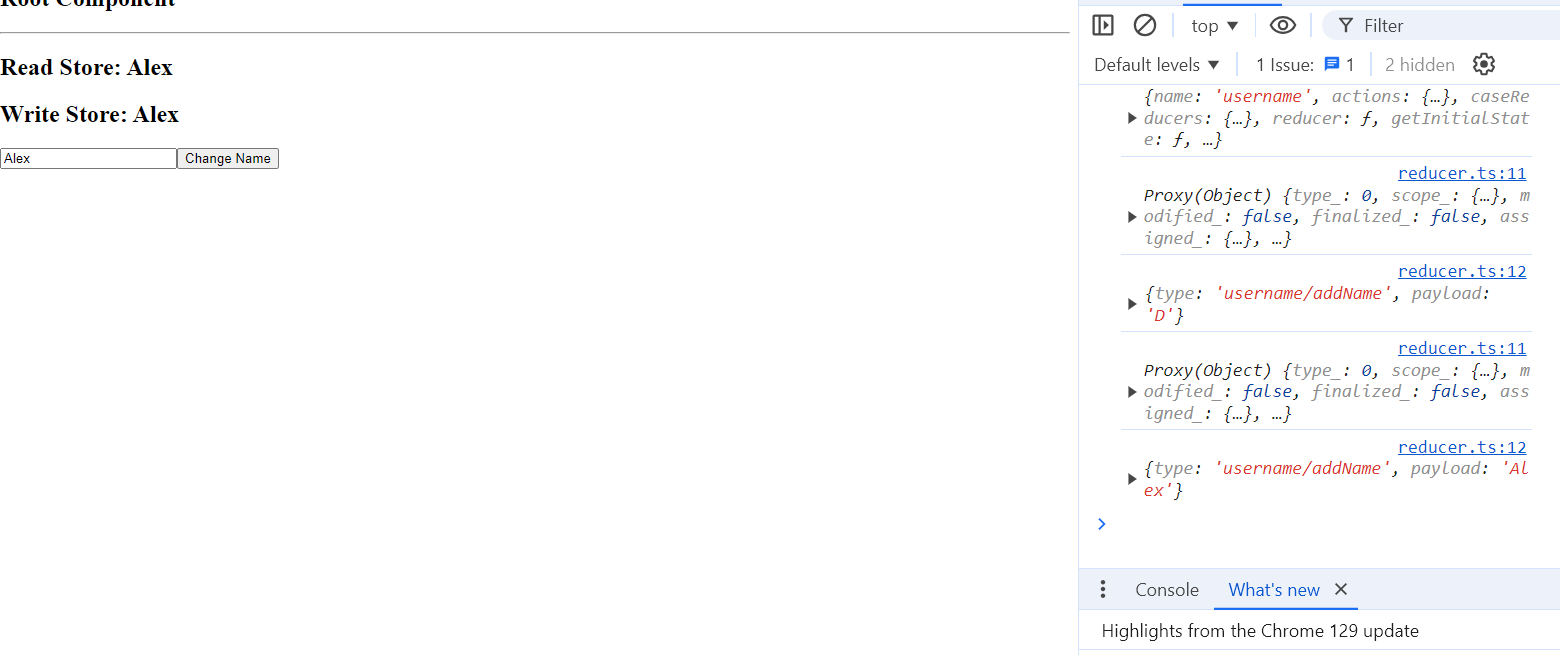 Root Component
Read Store: Alex
Write Store: Alex
Alex
Change Name
top
Filter
Default levels
1 Issue:
1
2 hidden
{name: 'username', actions: {…}, caseRe
ducers: {…}, reducer: ƒ, getInitialStat
e: ƒ, …}
reducer.ts:11
Proxy(Object) {type_: 0, scope_: {…}, m
odified_: false, finalized_: false, ass
igned_: {…}, …}
reducer.ts:12
{type: 'username/addName', payload:
'D'}
reducer.ts:11
Proxy(Object) {type_: 0, scope_: {…}, m
odified_: false, finalized_: false, ass
igned_: {…}, …}
reducer.ts:12
{type: 'username/addName', payload: 'Al
ex'}
Console
What's new
Highlights from the Chrome 129 update